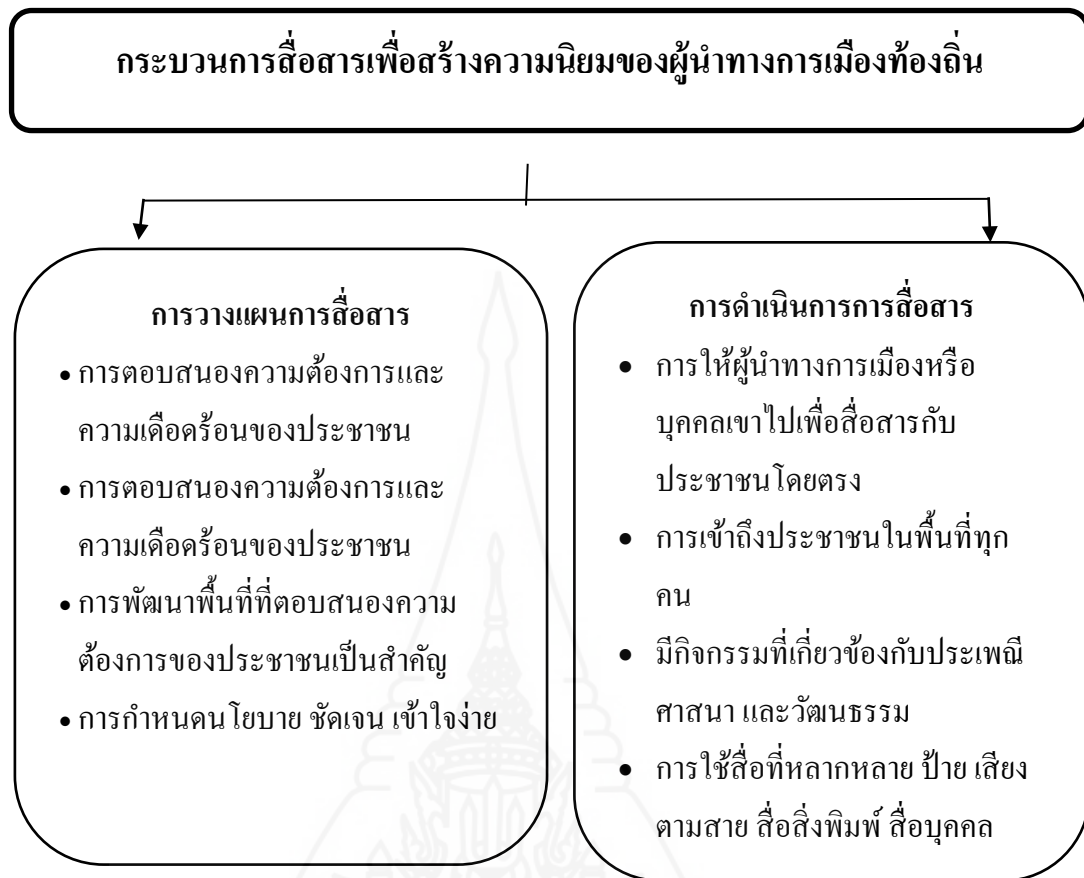 กระบวนการสื่อสารเพื่อสร้างความนิยมของผู้นำทางการเมืองท้องถิ่น
การวางแผนการสื่อสาร
• การตอบสนองความต้องการและ
ความเดือดร้อนของประชาชน
• การตอบสนองความต้องการและ
ความเดือดร้อนของประชาชน
• การพัฒนาพื้นที่ที่ตอบสนองความ
ต้องการของประชาชนเป็นสำคัญ
• การกำหนดนโยบาย ชัดเจน เข้าใจง่าย
การดำเนินการการสื่อสาร
• การให้ผู้นำทางการเมืองหรือ
บุคคลเขาไปเพื่อสื่อสารกับ
ประชาชนโดยตรง
• การเข้าถึงประชาชนในพื้นที่ทุก
คน
• มีกิจกรรมที่เกี่ยวข้องกับประเพณี
ศาสนา และวัฒนธรรม
• การใช้สื่อที่หลากหลาย ป้าย เสียง
ตามสาย สื่อสิ่งพิมพ์ สื่อบุคคล